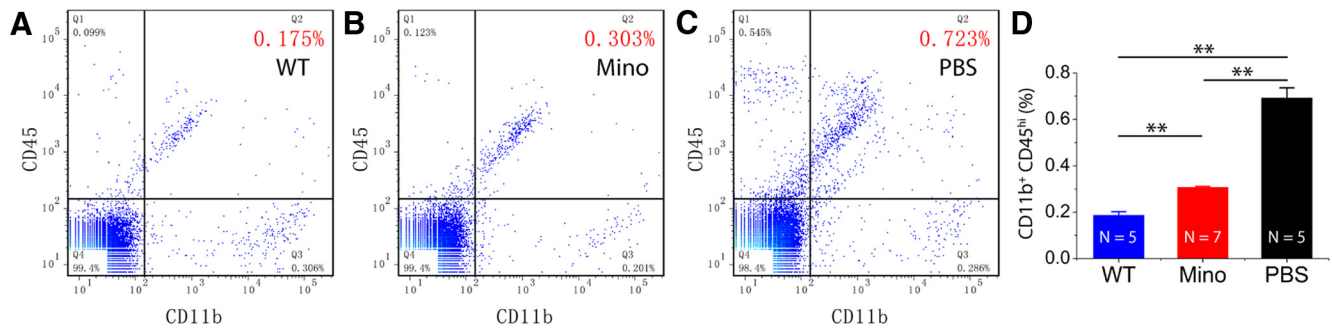 A
Q1
0.099%
Q2
0.175%
WT
10^5
10^4
10^3
10^2
10^1
CD45
Q4
99.4%
Q3
0.306%
10^1 10^2 10^3 10^4 10^5
CD11b
B
Q1
0.123%
Q2
0.303%
Mino
10^5
10^4
10^3
10^2
10^1
CD45
Q4
99.4%
Q3
0.201%
10^1 10^2 10^3 10^4 10^5
CD11b
C
Q1
0.545%
Q2
0.723%
PBS
10^5
10^4
10^3
10^2
10^1
CD45
Q4
98.4%
Q3
0.286%
10^1 10^2 10^3 10^4 10^5
CD11b
D
**
**
**
0.8
0.6
0.4
0.2
0.0
CD11b⁺ CD45ʰⁱ (%)
N = 5 N = 7 N = 5
WT Mino PBS